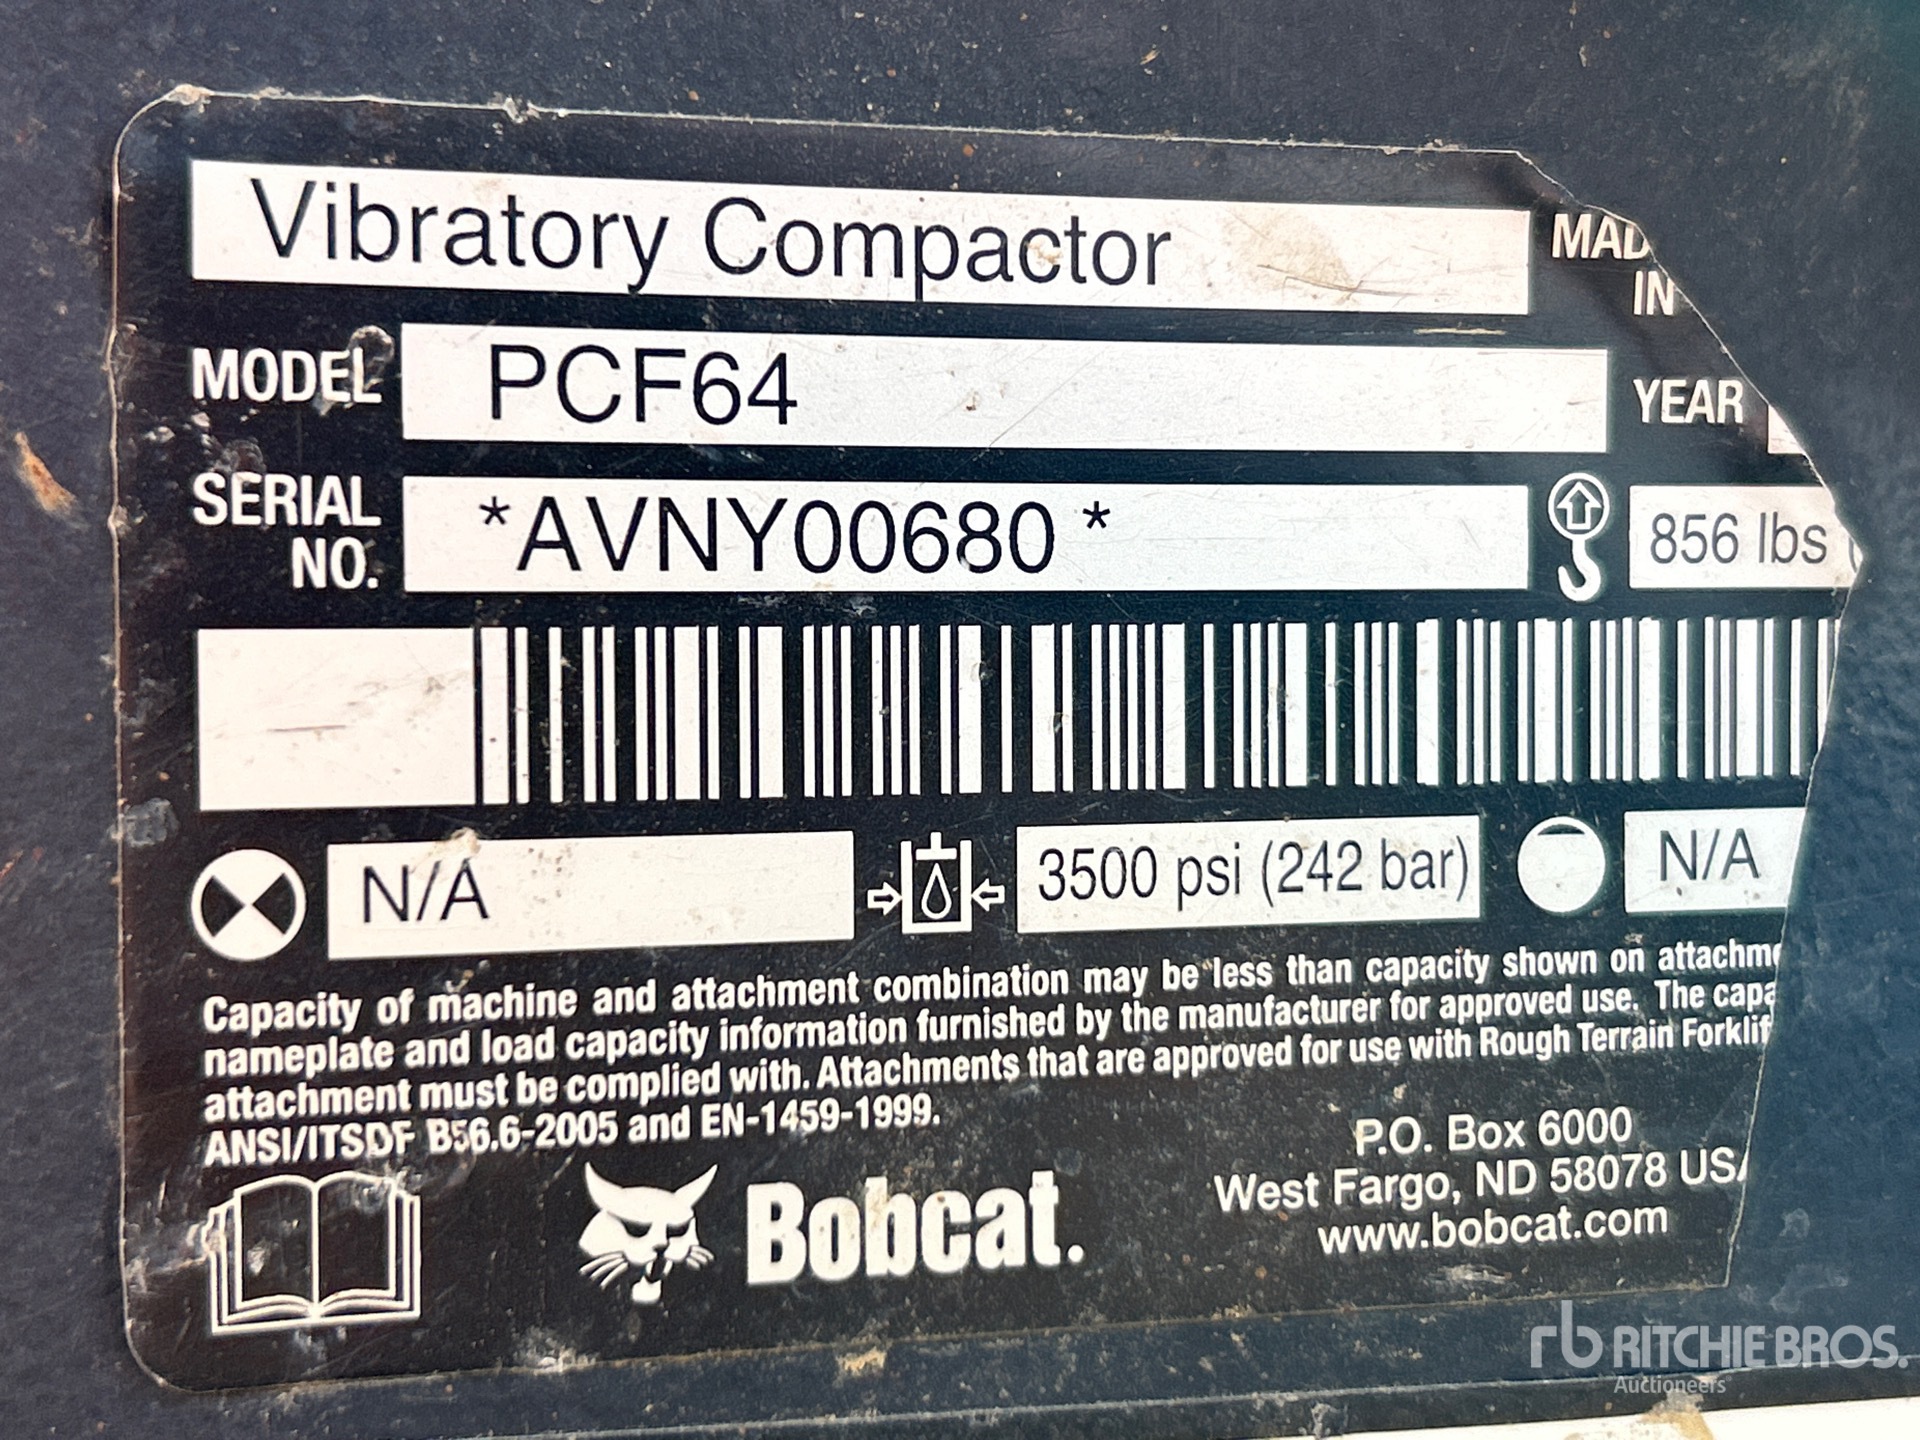 Vibratory Compactor
MAD
IN
MODEL PCF64 YEAR
SERIAL
NO. *AVNY00680* 856 lbs
N/A 3500 psi (242 bar) N/A
Capacity of machine and attachment combination may be less than capacity shown on attachme
nameplate and load capacity information furnished by the manufacturer for approved use. The capa
attachment must be complied with. Attachments that are approved for use with Rough Terrain Forklif
ANSI/ITSDF B56.6-2005 and EN-1459-1999.
P.O. Box 6000
West Fargo, ND 58078 USA
www.bobcat.com
Bobcat.
rb RITCHIE BROS.
Auctioneers